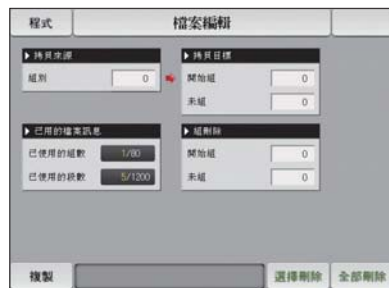 程式
檔案編輯
▶ 拷貝來源
組別 0
▶ 拷貝目標
開始組 0
末組 0
▶ 已用的檔案訊息
已使用的組數 1/80
已使用的段數 5/1200
▶ 組刪除
開始組 0
末組 0
複製
選擇刪除
全部刪除